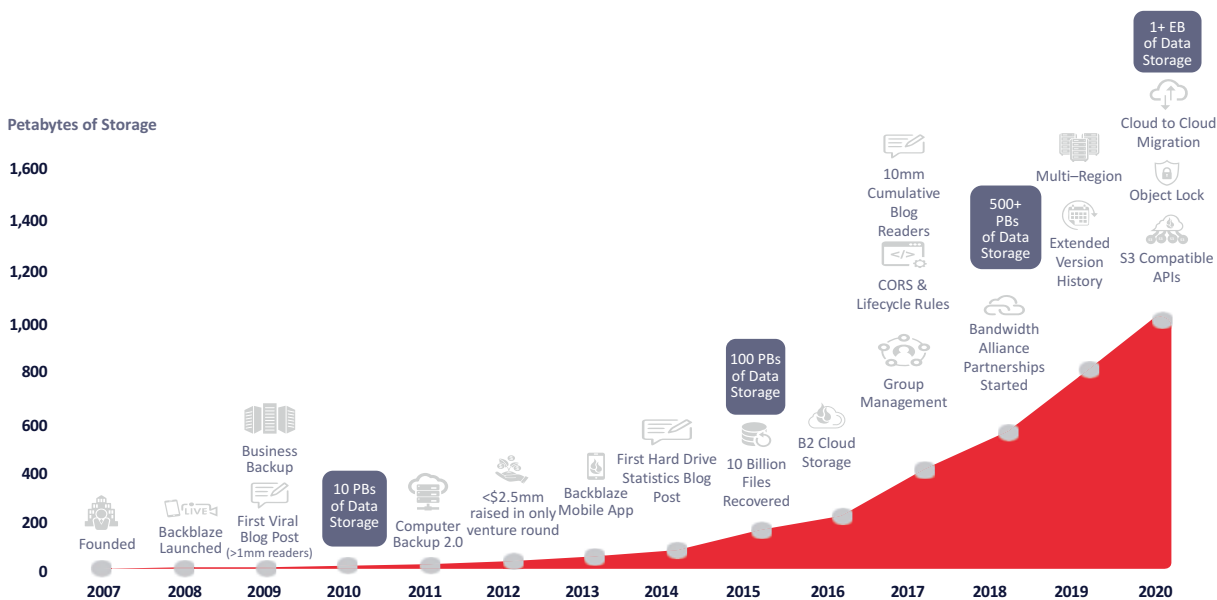 Petabytes of Storage
1,600
1,400
1,200
1,000
800
600
400
200
0
Founded
LIVE
Backblaze
Launched
Business
Backup
First Viral
Blog Post
(>1mm readers)
10 PBs
of Data
Storage
Computer
Backup 2.0
<$2.5mm
raised in only
venture round
Backblaze
Mobile App
First Hard Drive
Statistics Blog
Post
100 PBs
of Data
Storage
10 Billion
Files
Recovered
B2 Cloud
Storage
10mm
Cumulative
Blog
Readers
</>
CORS &
Lifecycle Rules
Group
Management
500+
PBs
of Data
Storage
Bandwidth
Alliance
Partnerships
Started
Multi–Region
Extended
Version
History
1+ EB
of Data
Storage
Cloud to Cloud
Migration
Object Lock
S3 Compatible
APIs
2007
2008
2009
2010
2011
2012
2013
2014
2015
2016
2017
2018
2019
2020